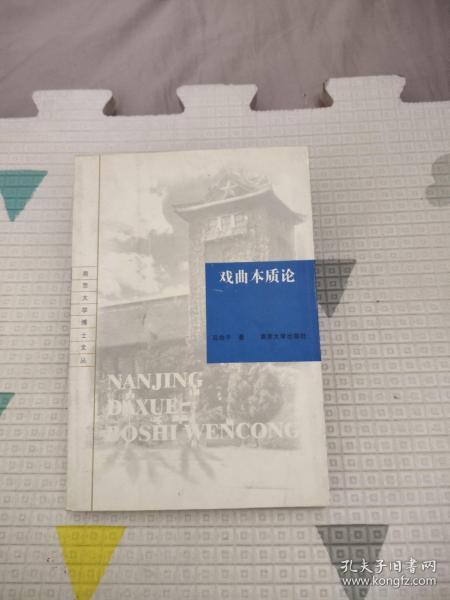 戏曲本质论
吕效平 著 南京大学出版社
南京大学博士文丛
NANJING
DAXUE
BOSHI WENCONG
孔夫子旧书网
www.kongfz.com